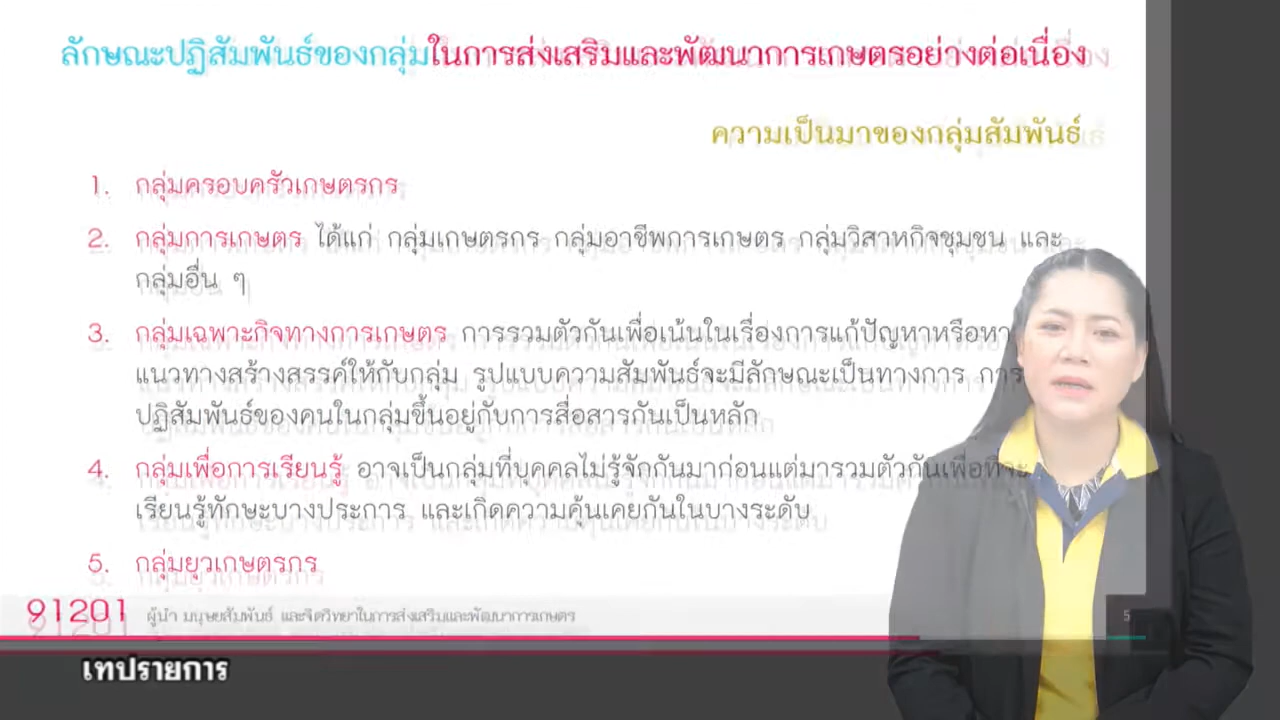 ลักษณะปฏิสัมพันธ์ของกลุ่มในการส่งเสริมและพัฒนาการเกษตรอย่างต่อเนื่อง
ความเป็นมาของกลุ่มสัมพันธ์
1. กลุ่มครอบครัวเกษตรกร
2. กลุ่มการเกษตร ได้แก่ กลุ่มเกษตรกร กลุ่มอาชีพการเกษตร กลุ่มวิสาหกิจชุมชน และ
กลุ่มอื่น ๆ
3. กลุ่มเฉพาะกิจทางการเกษตร การรวมตัวกันเพื่อเน้นในเรื่องการแก้ปัญหาหรือหา
แนวทางสร้างสรรค์ให้กับกลุ่ม รูปแบบความสัมพันธ์จะมีลักษณะเป็นทางการ การ
ปฏิสัมพันธ์ของคนในกลุ่มขึ้นอยู่กับการสื่อสารกันเป็นหลัก
4. กลุ่มเพื่อการเรียนรู้ อาจเป็นกลุ่มที่บุคคลไม่รู้จักกันมาก่อนแต่มารวมตัวกันเพื่อที่จะ
เรียนรู้ทักษะบางประการ และเกิดความคุ้นเคยกันในบางระดับ
5. กลุ่มยุวเกษตรกร
91201 ผู้นำ มนุษยสัมพันธ์ และจิตวิทยาในการส่งเสริมและพัฒนาการเกษตร 5
เทปรายการ